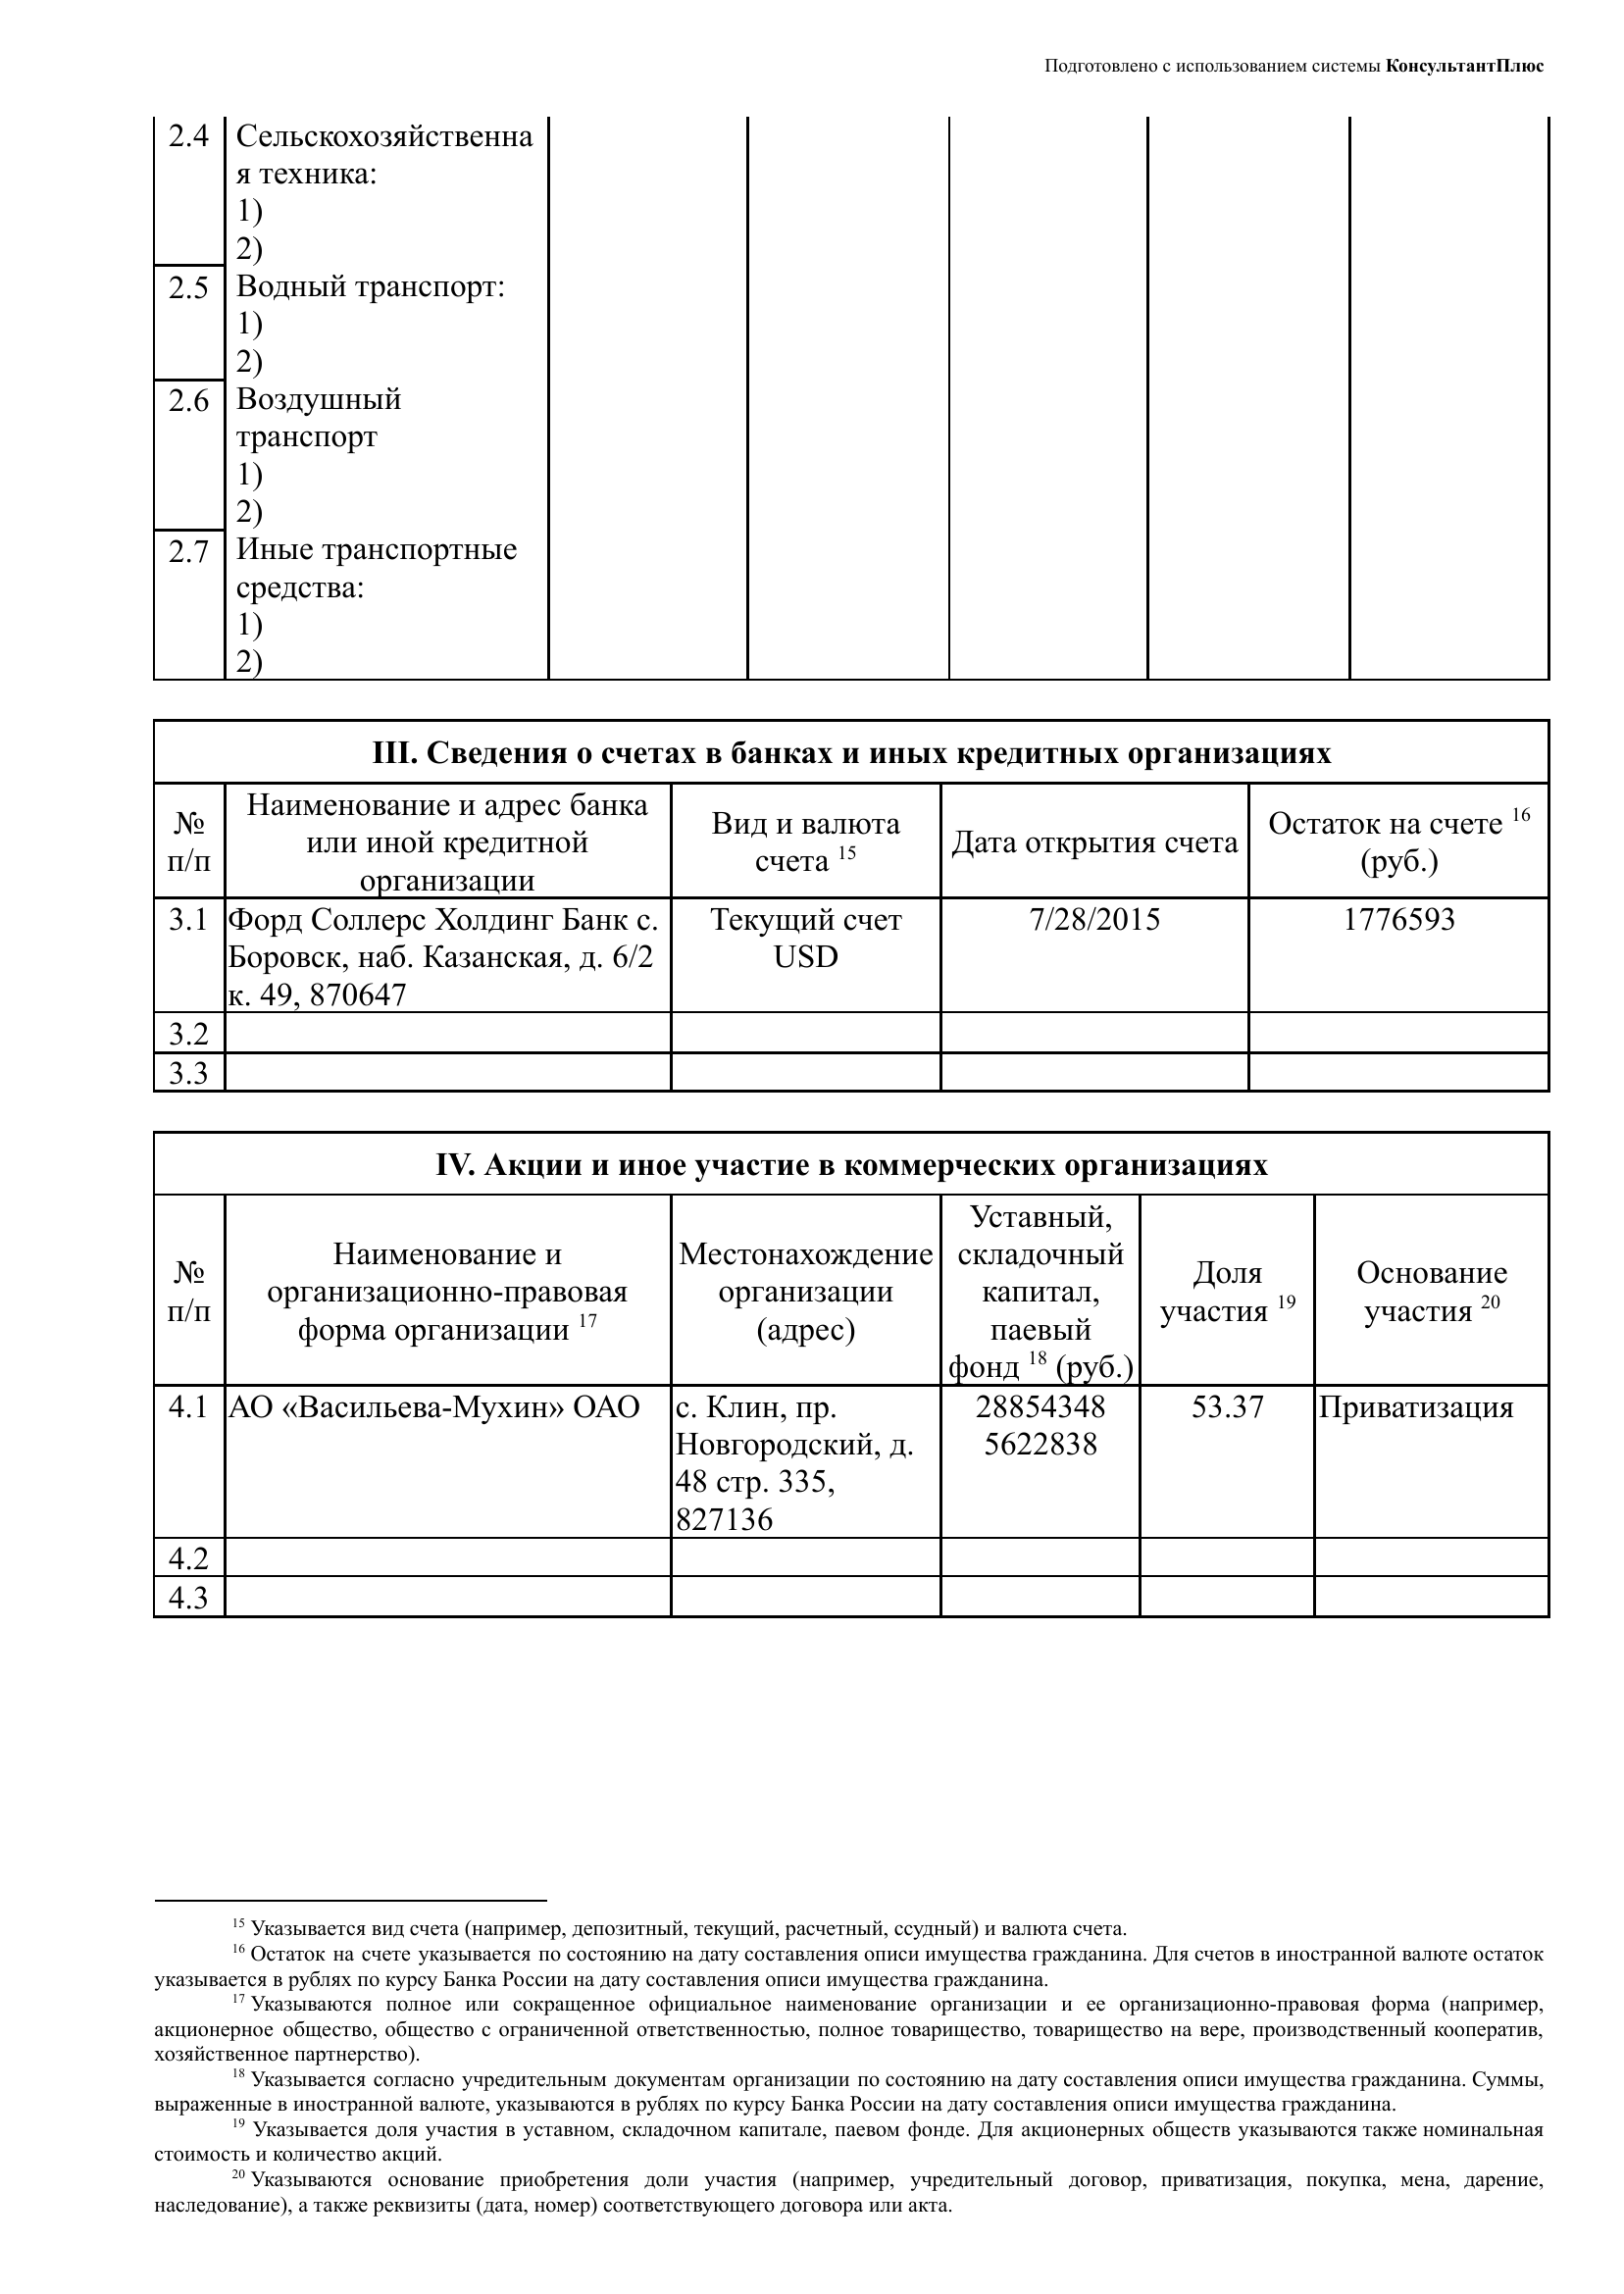 Подготовлено с использованием системы КонсультантПлюс
2.4 Сельскохозяйственна
я техника:
1)
2)
2.5 Водный транспорт:
1)
2)
2.6 Воздушный
транспорт
1)
2)
2.7 Иные транспортные
средства:
1)
2)
III. Сведения о счетах в банках и иных кредитных организациях
№
п/п
Наименование и адрес банка
или иной кредитной
организации
Вид и валюта
счета 15
Дата открытия счета
Остаток на счете 16
(руб.)
3.1
Форд Соллерс Холдинг Банк с.
Боровск, наб. Казанская, д. 6/2
к. 49, 870647
Текущий счет
USD
7/28/2015
1776593
3.2
3.3
IV. Акции и иное участие в коммерческих организациях
№
п/п
Наименование и
организационно-правовая
форма организации 17
Местонахождение
организации
(адрес)
Уставный,
складочный
капитал,
паевый
фонд 18 (руб.)
Доля
участия 19
Основание
участия 20
4.1
АО «Васильева-Мухин» ОАО
с. Клин, пр.
Новгородский, д.
48 стр. 335,
827136
28854348
5622838
53.37
Приватизация
4.2
4.3
15 Указывается вид счета (например, депозитный, текущий, расчетный, ссудный) и валюта счета.
16 Остаток на счете указывается по состоянию на дату составления описи имущества гражданина. Для счетов в иностранной валюте остаток
указывается в рублях по курсу Банка России на дату составления описи имущества гражданина.
17 Указываются полное или сокращенное официальное наименование организации и ее организационно-правовая форма (например,
акционерное общество, общество с ограниченной ответственностью, полное товарищество, товарищество на вере, производственный кооператив,
хозяйственное партнерство).
18 Указывается согласно учредительным документам организации по состоянию на дату составления описи имущества гражданина. Суммы,
выраженные в иностранной валюте, указываются в рублях по курсу Банка России на дату составления описи имущества гражданина.
19 Указывается доля участия в уставном, складочном капитале, паевом фонде. Для акционерных обществ указываются также номинальная
стоимость и количество акций.
20 Указываются основание приобретения доли участия (например, учредительный договор, приватизация, покупка, мена, дарение,
наследование), а также реквизиты (дата, номер) соответствующего договора или акта.